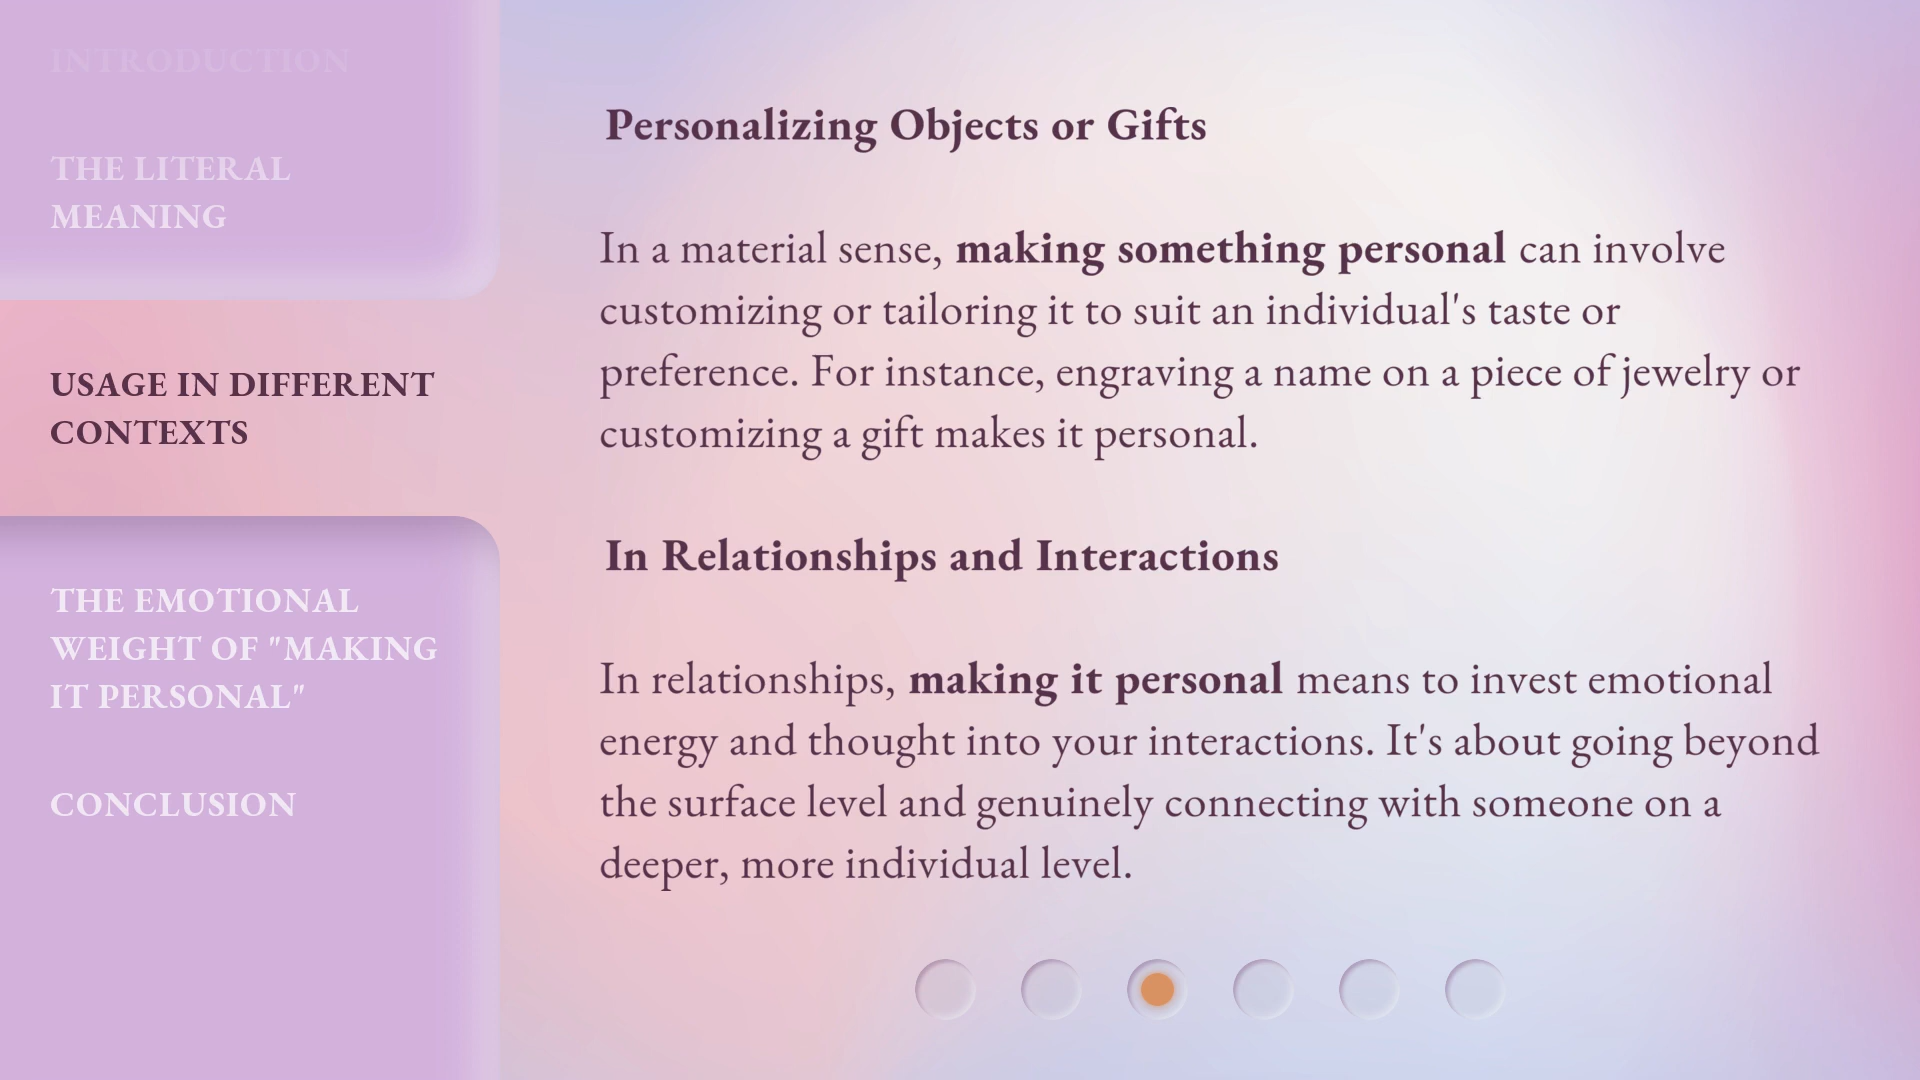 INTRODUCTION
THE LITERAL
MEANING
USAGE IN DIFFERENT
CONTEXTS
THE EMOTIONAL
WEIGHT OF "MAKING
IT PERSONAL"
CONCLUSION
Personalizing Objects or Gifts
In a material sense, making something personal can involve
customizing or tailoring it to suit an individual's taste or
preference. For instance, engraving a name on a piece of jewelry or
customizing a gift makes it personal.
In Relationships and Interactions
In relationships, making it personal means to invest emotional
energy and thought into your interactions. It's about going beyond
the surface level and genuinely connecting with someone on a
deeper, more individual level.